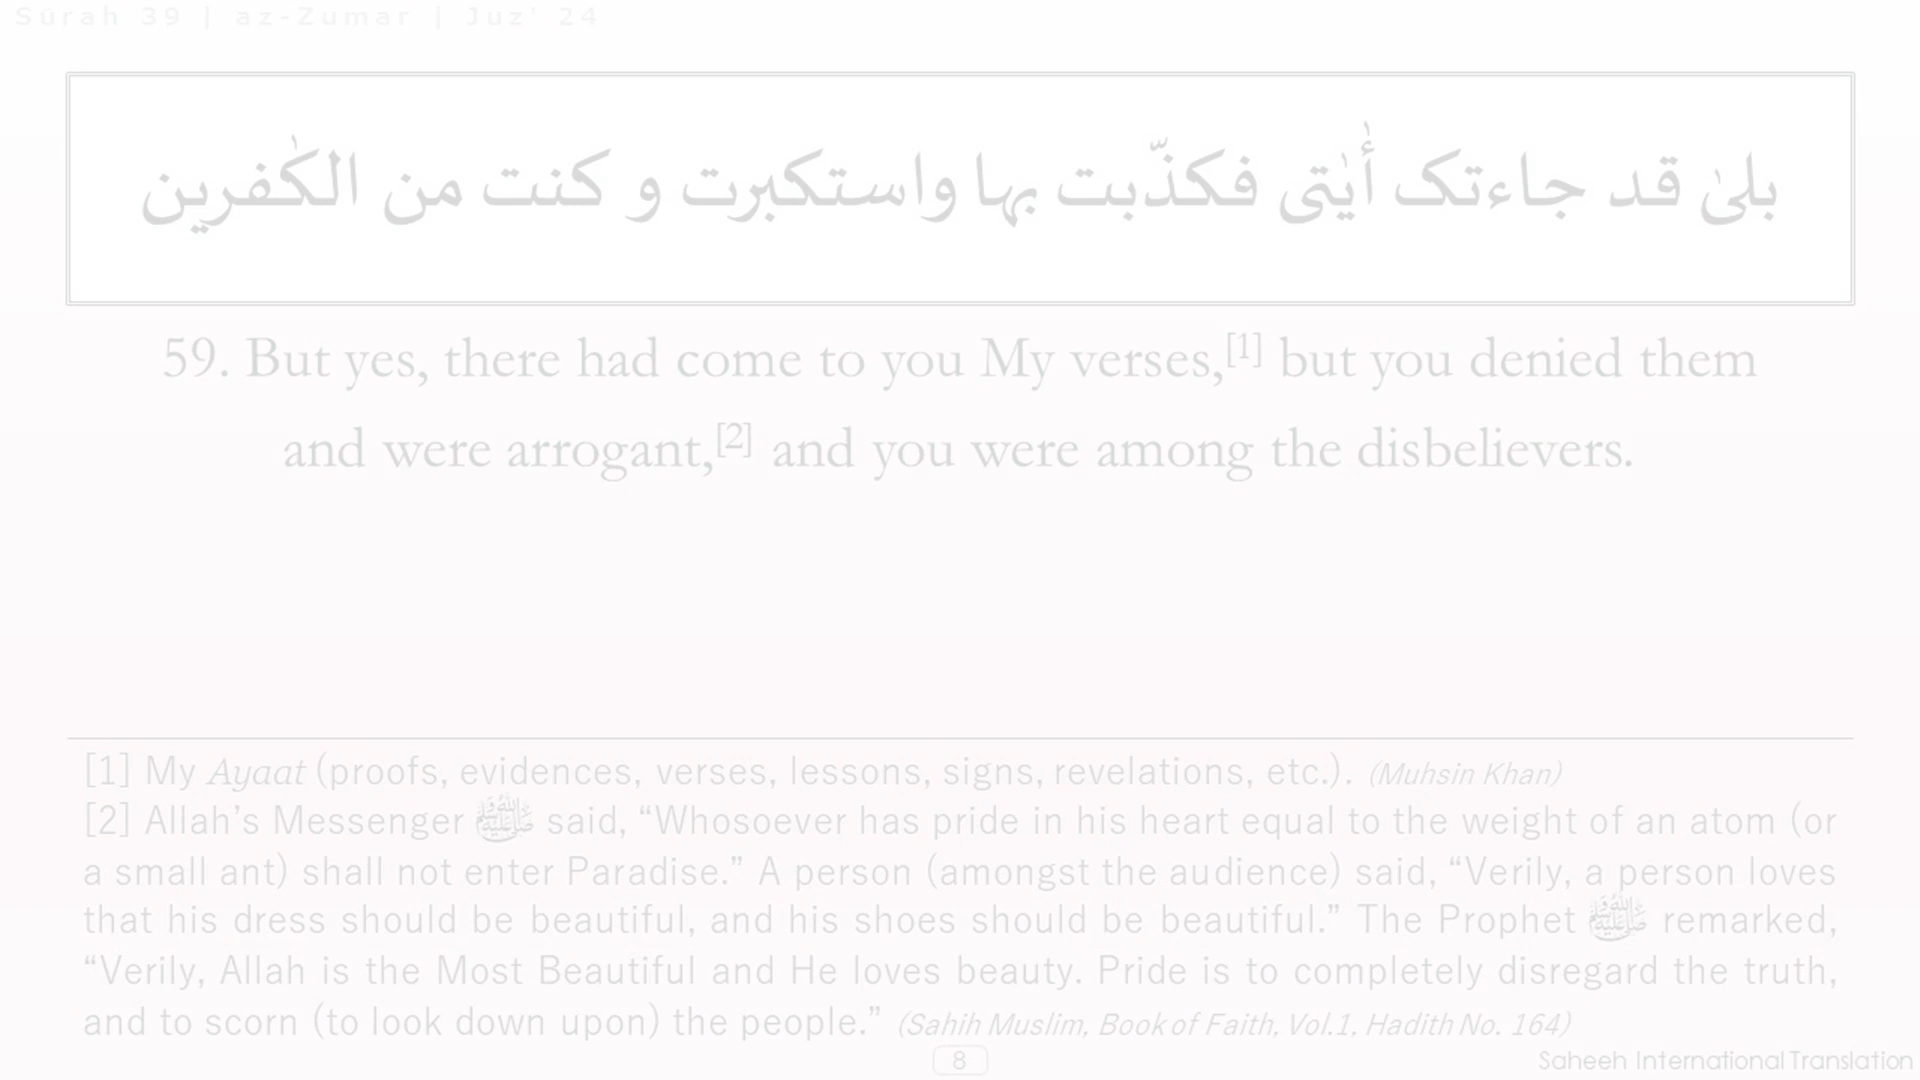 Sūrah 39 | az-Zumar | Juz' 24
بلىٰ قد جاءتک أٰيٰتى فکذّبت بها واستکبرت و کنت من الکٰفرين
59. But yes, there had come to you My verses,[1] but you denied them
and were arrogant,[2] and you were among the disbelievers.
[1] My Ayaat (proofs, evidences, verses, lessons, signs, revelations, etc.). (Muhsin Khan)
[2] Allah’s Messenger ﷺ said, “Whosoever has pride in his heart equal to the weight of an atom (or
a small ant) shall not enter Paradise.” A person (amongst the audience) said, “Verily, a person loves
that his dress should be beautiful, and his shoes should be beautiful.” The Prophet ﷺ remarked,
“Verily, Allah is the Most Beautiful and He loves beauty. Pride is to completely disregard the truth,
and to scorn (to look down upon) the people.” (Sahih Muslim, Book of Faith, Vol.1, Hadith No. 164)
8
Saheeh International Translation